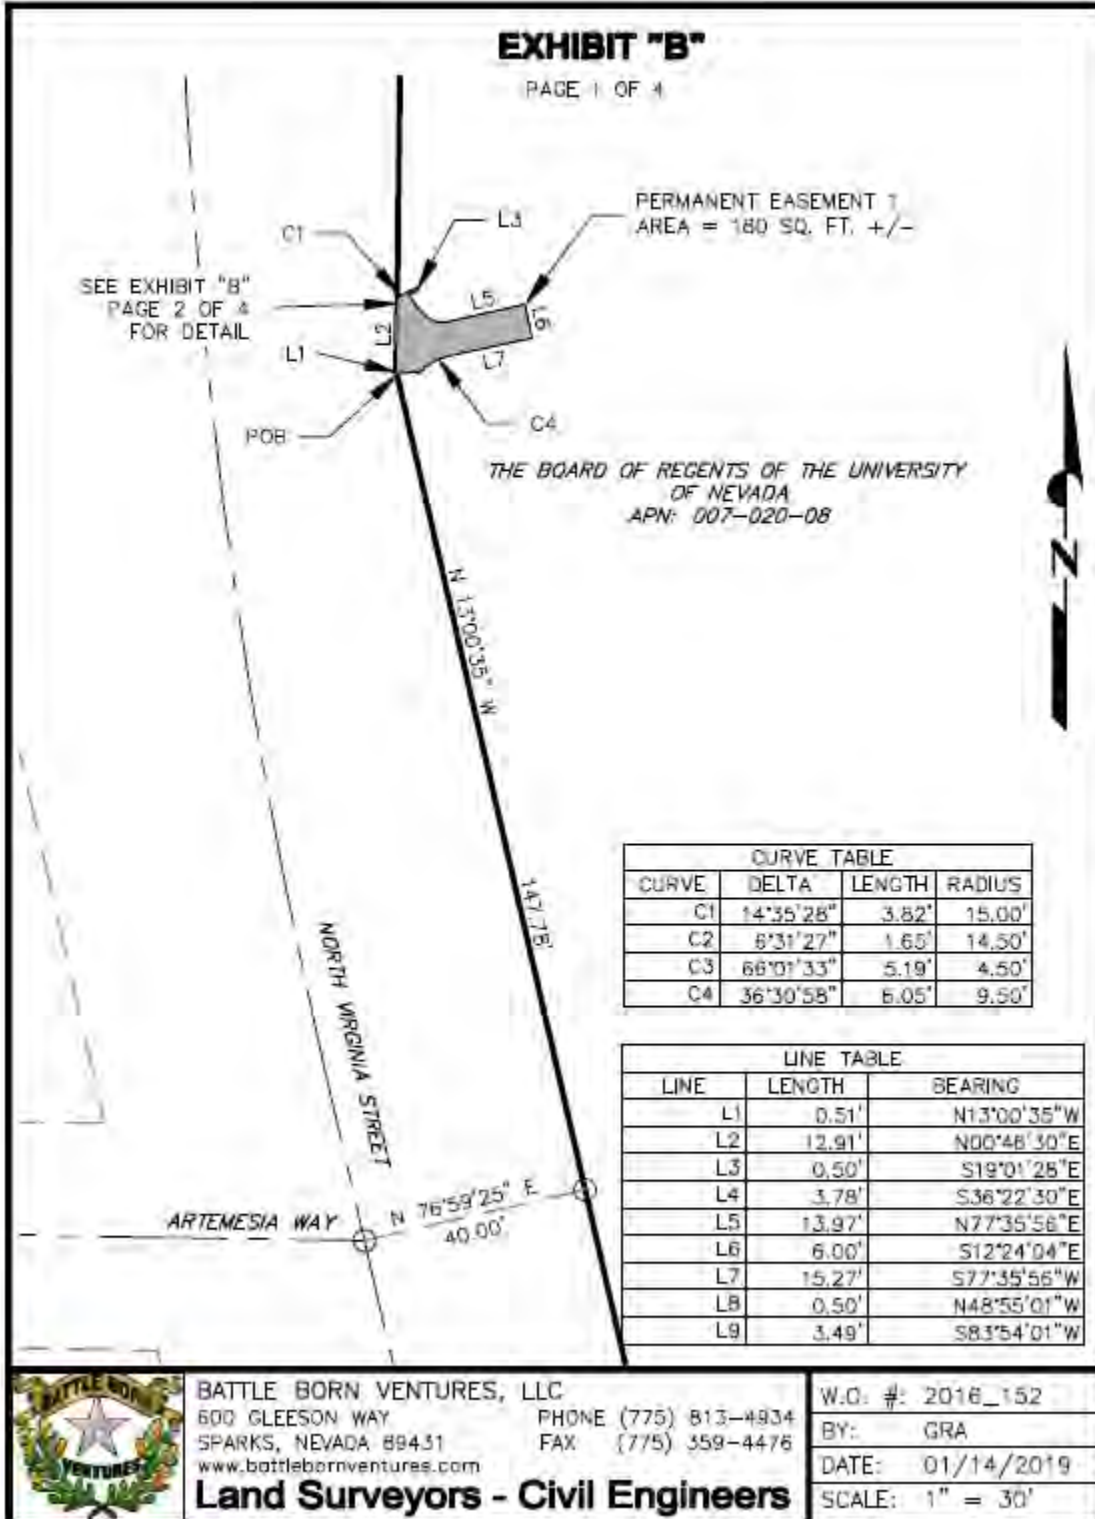 EXHIBIT "B"
PAGE 1 OF 4
C1
L3
PERMANENT EASEMENT 1
AREA = 180 SQ. FT. +/-
SEE EXHIBIT "B"
PAGE 2 OF 4
FOR DETAIL
L5
L6
L2
L1
L7
POB
C4
THE BOARD OF REGENTS OF THE UNIVERSITY
OF NEVADA
APN: 007-020-08
N
N 13°00'35" W
147.78'
NORTH VIRGINIA STREET
ARTEMESIA WAY
N 76°59'25" E
40.00'
CURVE TABLE
CURVE DELTA LENGTH RADIUS
C1 14°35'28" 3.82' 15.00'
C2 6°31'27" 1.65' 14.50'
C3 66°01'33" 5.19' 4.50'
C4 36°30'58" 6.05' 9.50'
LINE TABLE
LINE LENGTH BEARING
L1 0.51' N13°00'35"W
L2 12.91' N00°46'30"E
L3 0.50' S19°01'28"E
L4 3.78' S36°22'30"E
L5 13.97' N77°35'56"E
L6 6.00' S12°24'04"E
L7 15.27' S77°35'56"W
L8 0.50' N48°55'01"W
L9 3.49' S83°54'01"W
BATTLE BORN
VENTURES
BATTLE BORN VENTURES, LLC
600 GLEESON WAY
SPARKS, NEVADA 89431
www.battlebornventures.com
PHONE (775) 813-4934
FAX (775) 359-4476
Land Surveyors - Civil Engineers
W.O. #: 2016_152
BY: GRA
DATE: 01/14/2019
SCALE: 1" = 30'